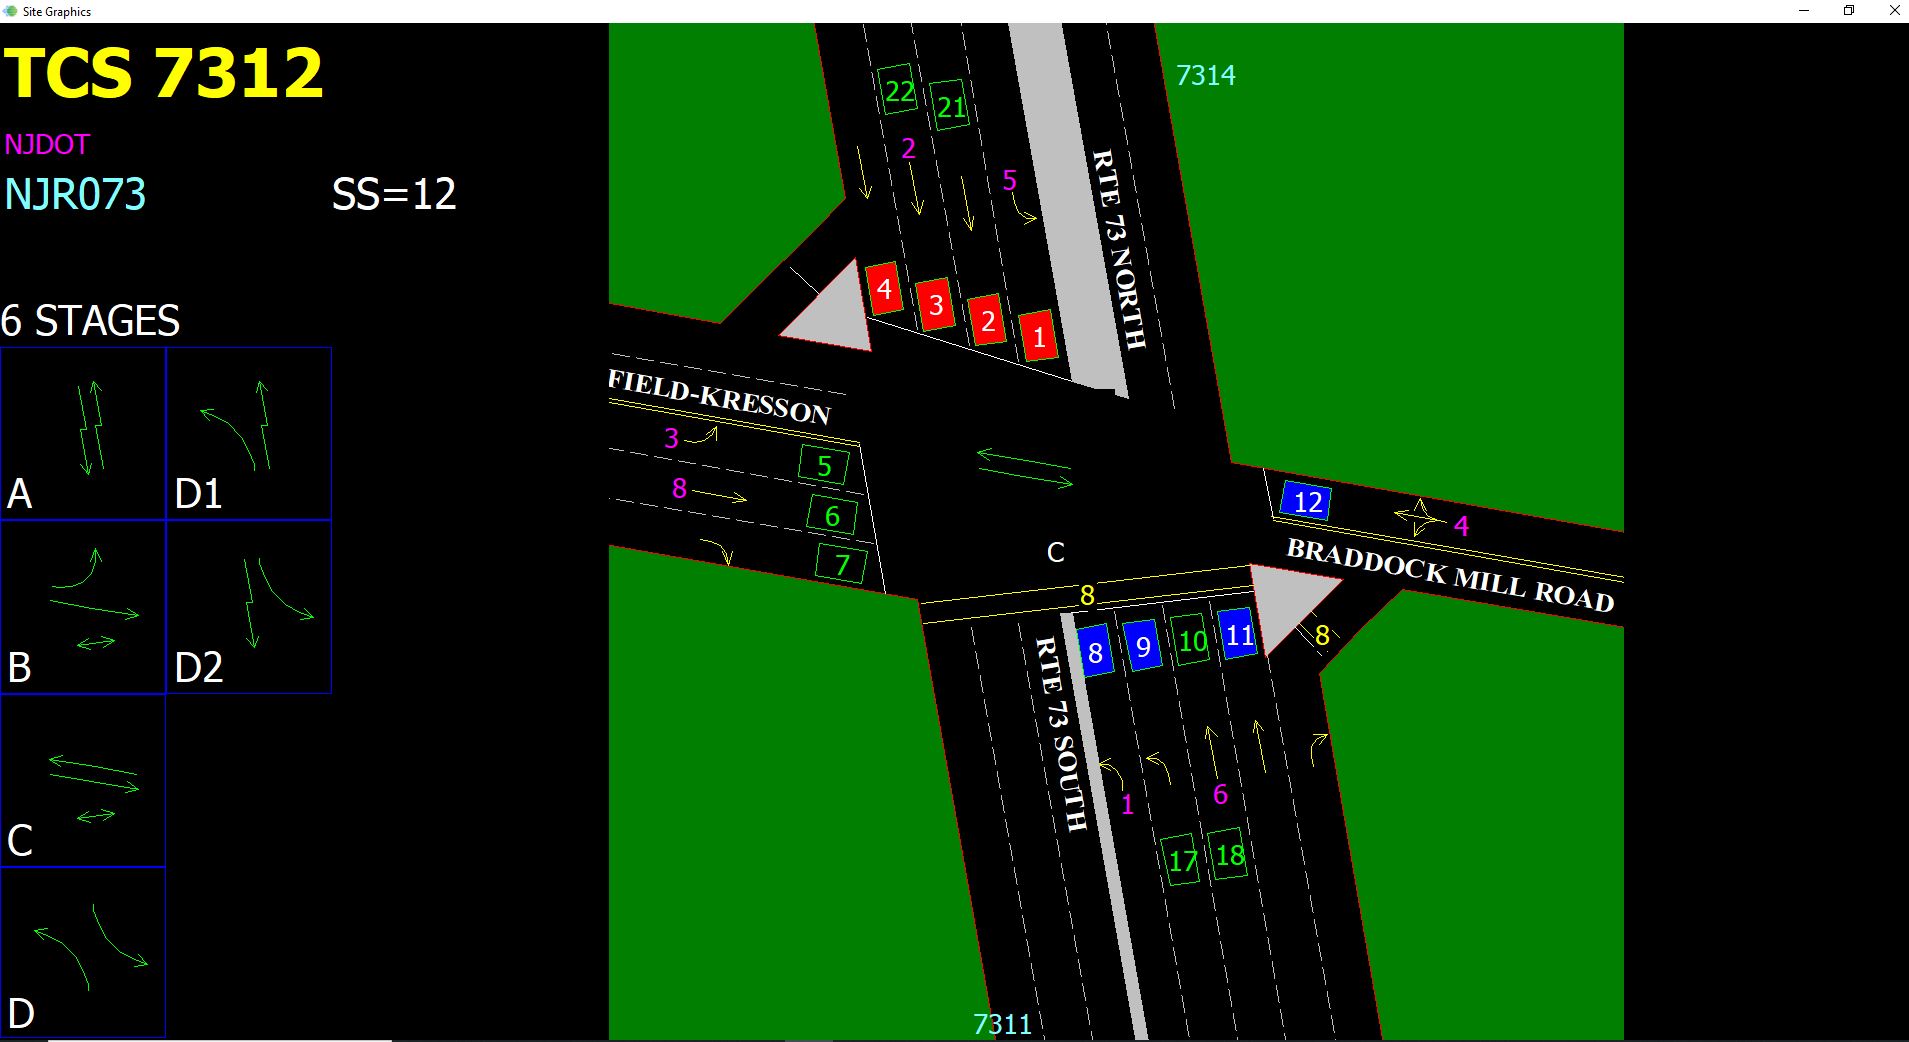 Site Graphics
TCS 7312
NJDOT
NJR073
SS=12
6 STAGES
A
D1
B
D2
C
D
7314
22
21
2
5
RTE 73 NORTH
4
3
2
1
FIELD-KRESSON
3
5
8
6
7
12
4
BRADDOCK MILL ROAD
C
8
8
RTE 73 SOUTH
8
9
10
11
1
6
17
18
7311